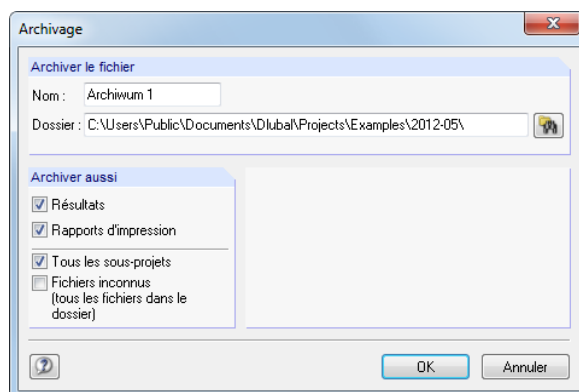 Archivage
Archiver le fichier
Nom : Archiwum 1
Dossier : C:\Users\Public\Documents\Dlubal\Projects\Examples\2012-05\
Archiver aussi
Résultats
Rapports d'impression
Tous les sous-projets
Fichiers inconnus
(tous les fichiers dans le
dossier)
OK Annuler